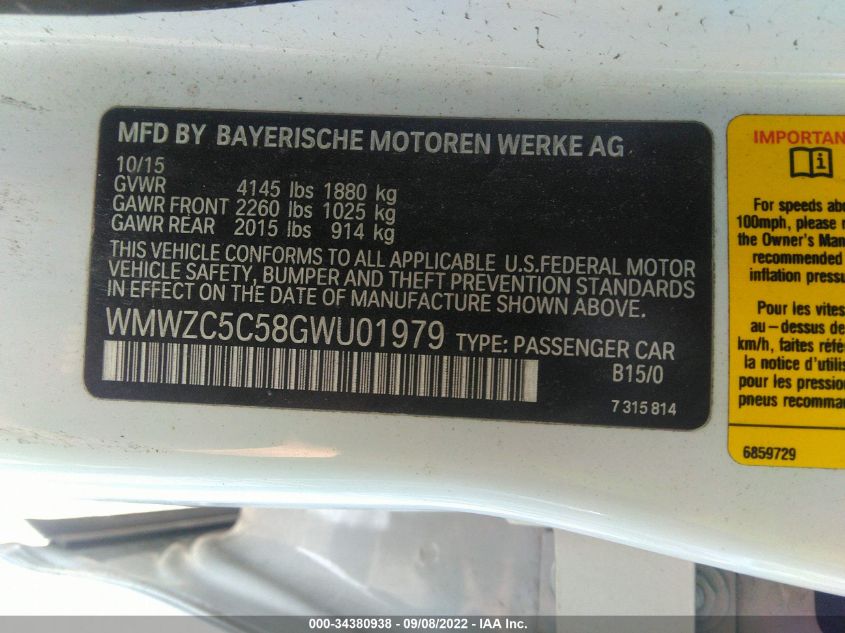 MFD BY BAYERISCHE MOTOREN WERKE AG
10/15
GVWR 4145 lbs 1880 kg
GAWR FRONT 2260 lbs 1025 kg
GAWR REAR 2015 lbs 914 kg
THIS VEHICLE CONFORMS TO ALL APPLICABLE U.S.FEDERAL MOTOR
VEHICLE SAFETY, BUMPER AND THEFT PREVENTION STANDARDS
IN EFFECT ON THE DATE OF MANUFACTURE SHOWN ABOVE.
WMWZC5C58GWU01979 TYPE: PASSENGER CAR
B15/0
7 315 814
IMPORTAN
For speeds abo
100mph, please
the Owner's Man
recommended
inflation pressu
Pour les vites
au-dessus de
km/h, faites réfé
la notice d'utili
pour les pression
pneus recomma
6859729
000-34380938 - 09/08/2022 - IAA Inc.